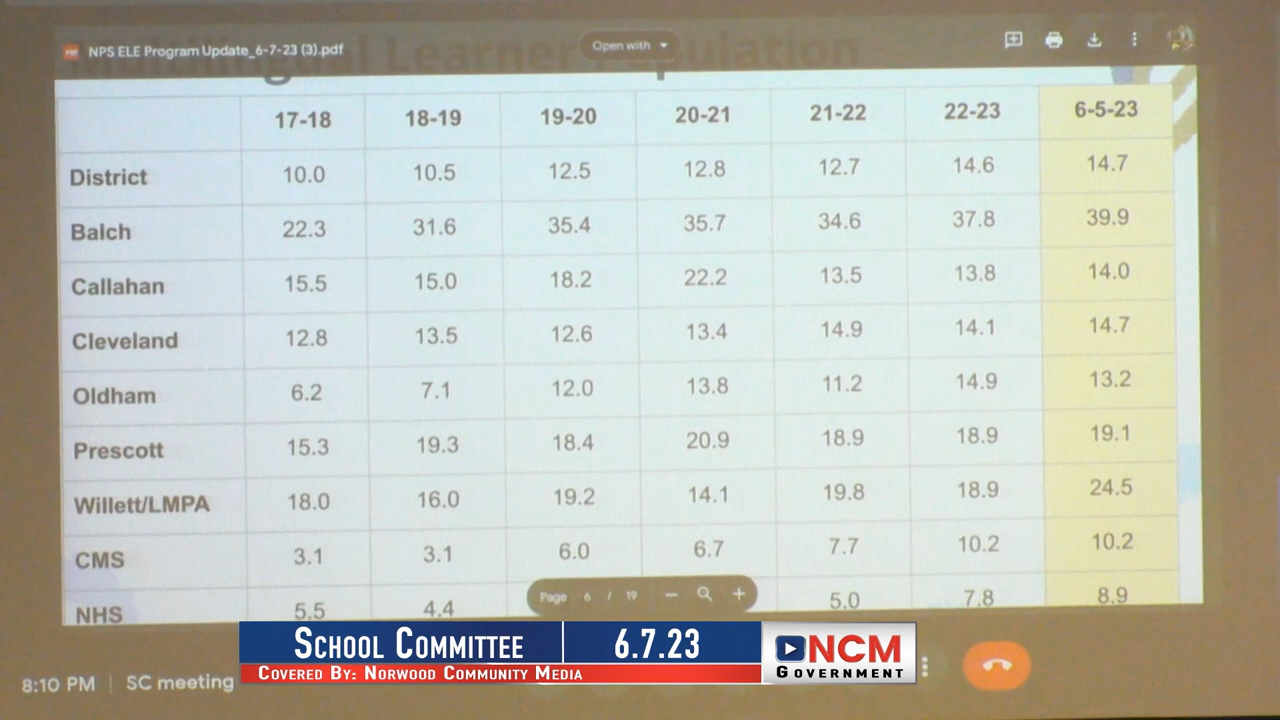 NPS ELE Program Update_6-7-23 (3).pdf
Open with
Multilingual Learner Population
17-18 18-19 19-20 20-21 21-22 22-23 6-5-23
District 10.0 10.5 12.5 12.8 12.7 14.6 14.7
Balch 22.3 31.6 35.4 35.7 34.6 37.8 39.9
Callahan 15.5 15.0 18.2 22.2 13.5 13.8 14.0
Cleveland 12.8 13.5 12.6 13.4 14.9 14.1 14.7
Oldham 6.2 7.1 12.0 13.8 11.2 14.9 13.2
Prescott 15.3 19.3 18.4 20.9 18.9 18.9 19.1
Willett/LMPA 18.0 16.0 19.2 14.1 19.8 18.9 24.5
CMS 3.1 3.1 6.0 6.7 7.7 10.2 10.2
NHS 5.5 4.4 5.0 7.8 8.9
Page 6 / 19
School Committee 6.7.23
Covered By: Norwood Community Media
NCM
Government
8:10 PM | SC meeting